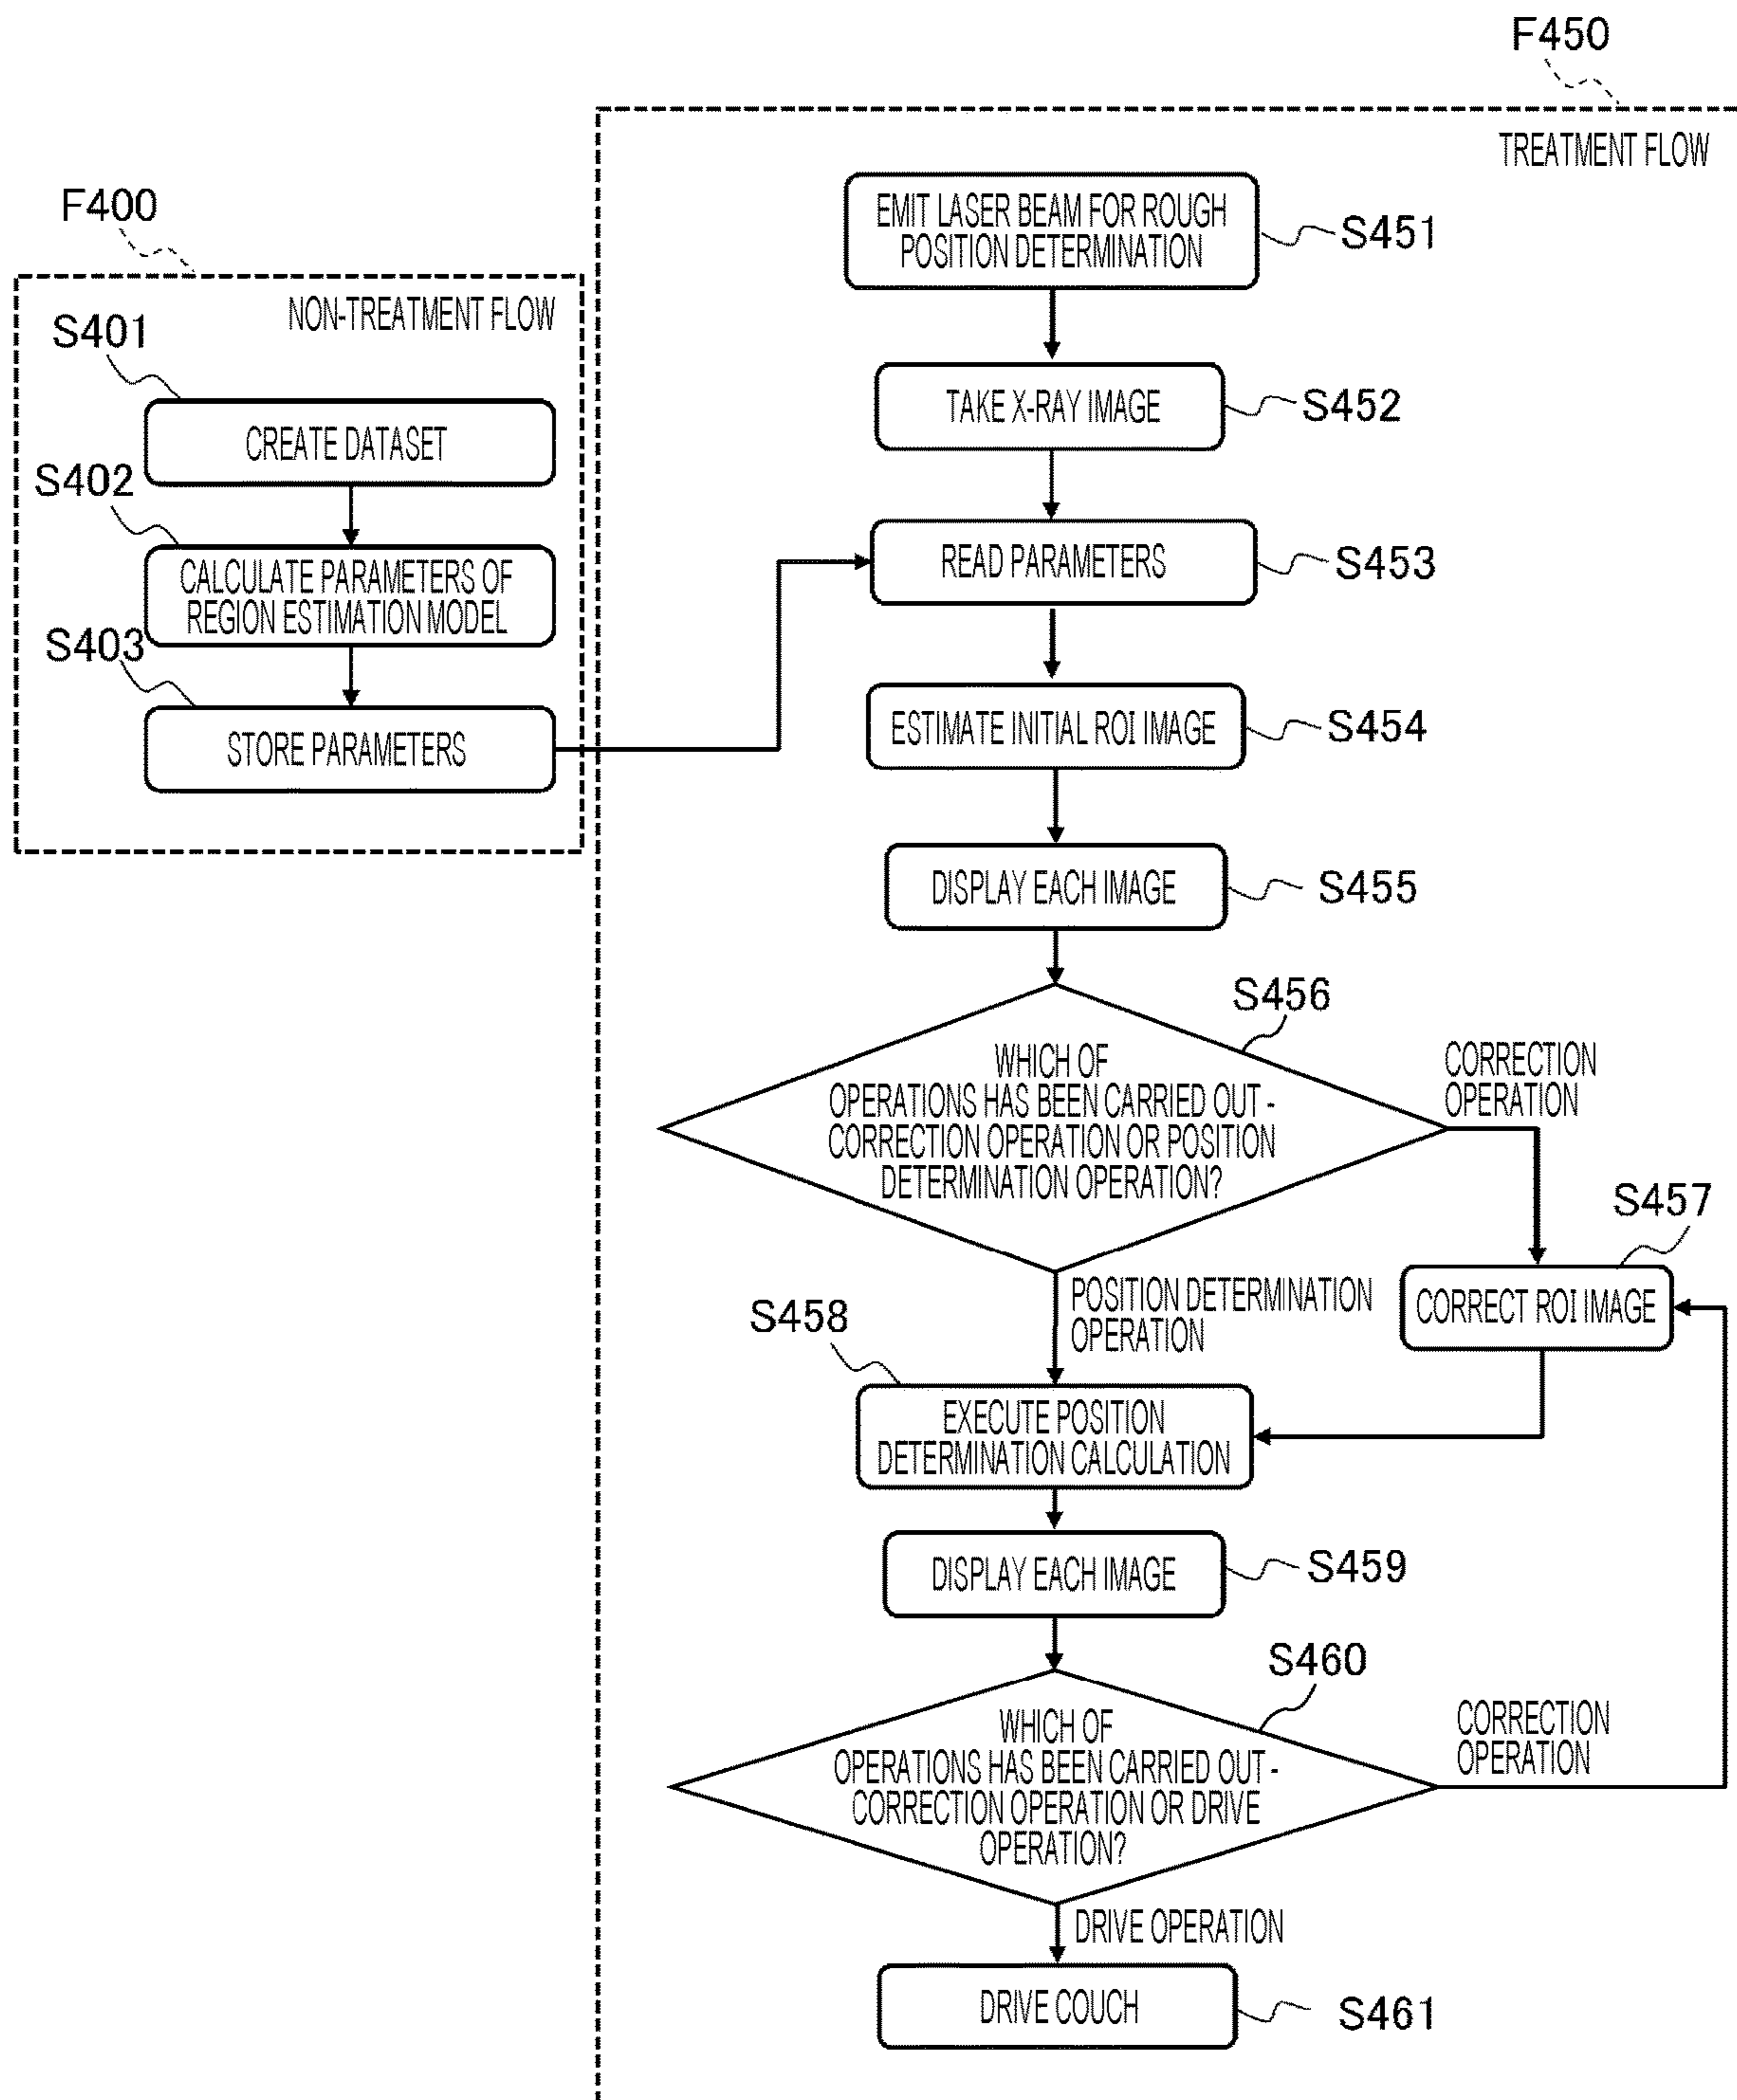 F450
TREATMENT FLOW
F400
NON-TREATMENT FLOW
S401
CREATE DATASET
S402
CALCULATE PARAMETERS OF
REGION ESTIMATION MODEL
S403
STORE PARAMETERS
EMIT LASER BEAM FOR ROUGH
POSITION DETERMINATION
S451
TAKE X-RAY IMAGE
S452
READ PARAMETERS
S453
ESTIMATE INITIAL ROI IMAGE
S454
DISPLAY EACH IMAGE
S455
S456
WHICH OF
OPERATIONS HAS BEEN CARRIED OUT -
CORRECTION OPERATION OR POSITION
DETERMINATION OPERATION?
CORRECTION
OPERATION
S457
CORRECT ROI IMAGE
POSITION DETERMINATION
OPERATION
S458
EXECUTE POSITION
DETERMINATION CALCULATION
DISPLAY EACH IMAGE
S459
S460
WHICH OF
OPERATIONS HAS BEEN CARRIED OUT -
CORRECTION OPERATION OR DRIVE
OPERATION?
CORRECTION
OPERATION
DRIVE OPERATION
DRIVE COUCH
S461